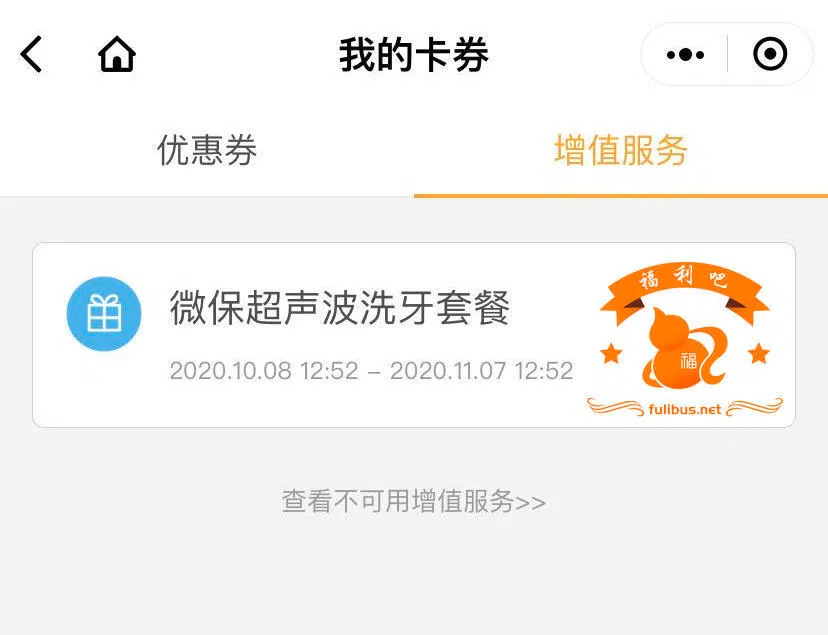 我的卡券
优惠券
增值服务
微保超声波洗牙套餐
2020.10.08 12:52 – 2020.11.07 12:52
福利吧
福
fulibus.net
查看不可用增值服务>>